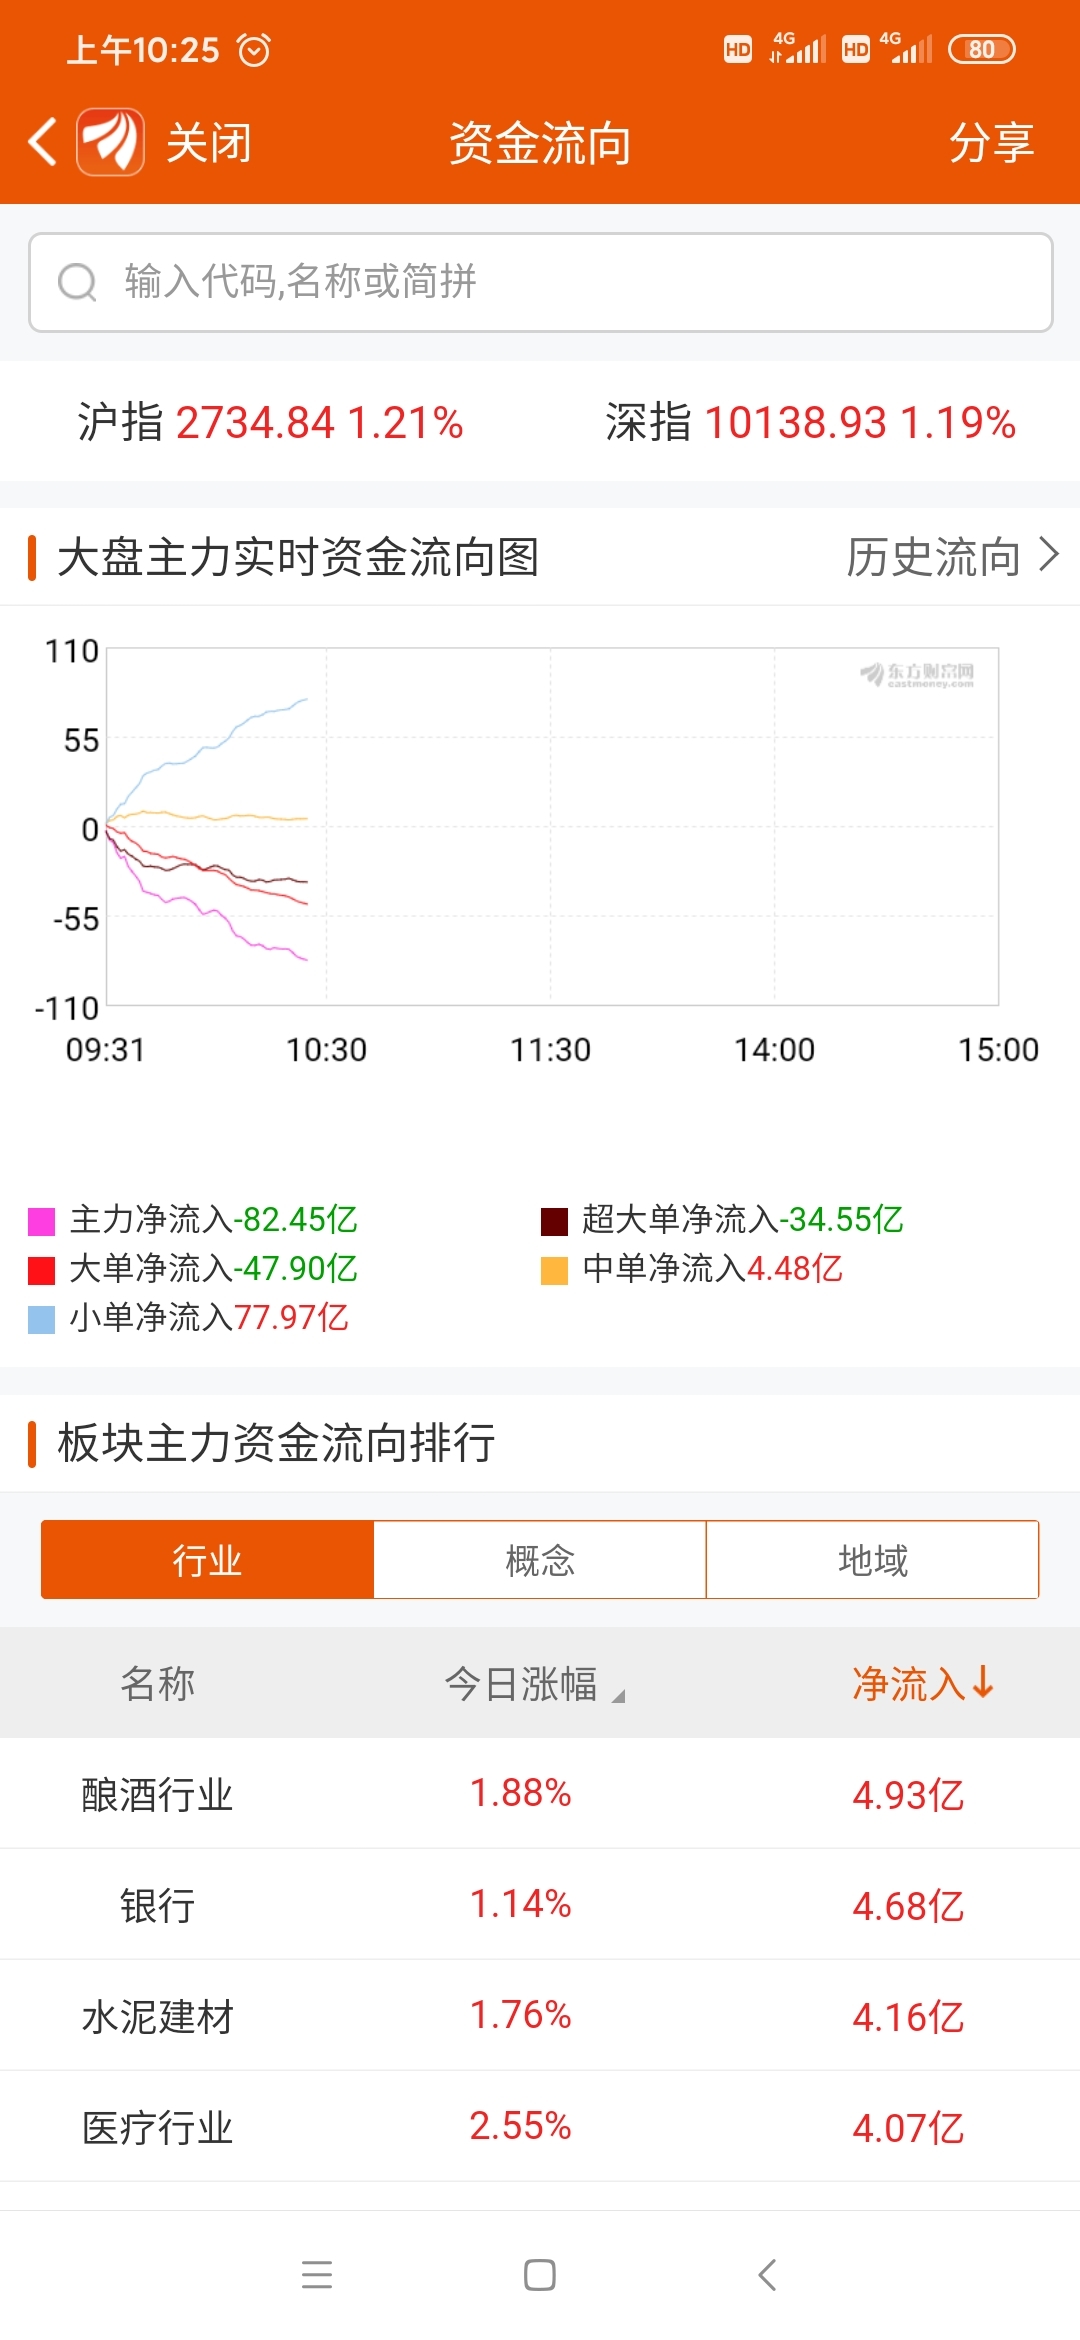 上午10:25 HD 4G HD 4G 80
关闭 资金流向 分享
输入代码,名称或简拼
沪指 2734.84 1.21% 深指 10138.93 1.19%
大盘主力实时资金流向图 历史流向
110
东方财富网
eastmoney.com
55
0
-55
-110
09:31 10:30 11:30 14:00 15:00
主力净流入-82.45亿 超大单净流入-34.55亿
大单净流入-47.90亿 中单净流入4.48亿
小单净流入77.97亿
板块主力资金流向排行
行业 概念 地域
名称 今日涨幅 净流入↓
酿酒行业 1.88% 4.93亿
银行 1.14% 4.68亿
水泥建材 1.76% 4.16亿
医疗行业 2.55% 4.07亿